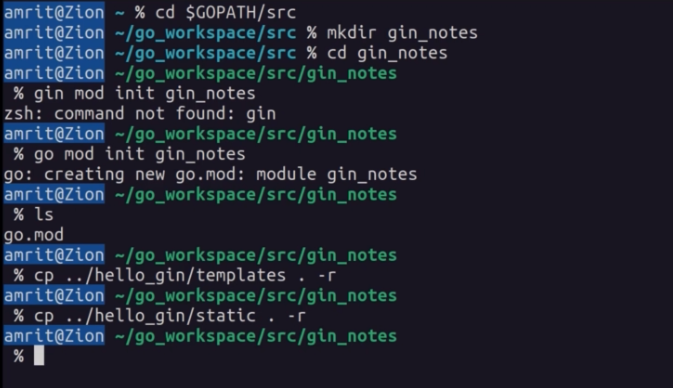 amrit@Zion ~ % cd $GOPATH/src
amrit@Zion ~/go_workspace/src % mkdir gin_notes
amrit@Zion ~/go_workspace/src % cd gin_notes
amrit@Zion ~/go_workspace/src/gin_notes
% gin mod init gin_notes
zsh: command not found: gin
amrit@Zion ~/go_workspace/src/gin_notes
% go mod init gin_notes
go: creating new go.mod: module gin_notes
amrit@Zion ~/go_workspace/src/gin_notes
% ls
go.mod
amrit@Zion ~/go_workspace/src/gin_notes
% cp ../hello_gin/templates . -r
amrit@Zion ~/go_workspace/src/gin_notes
% cp ../hello_gin/static . -r
amrit@Zion ~/go_workspace/src/gin_notes
%